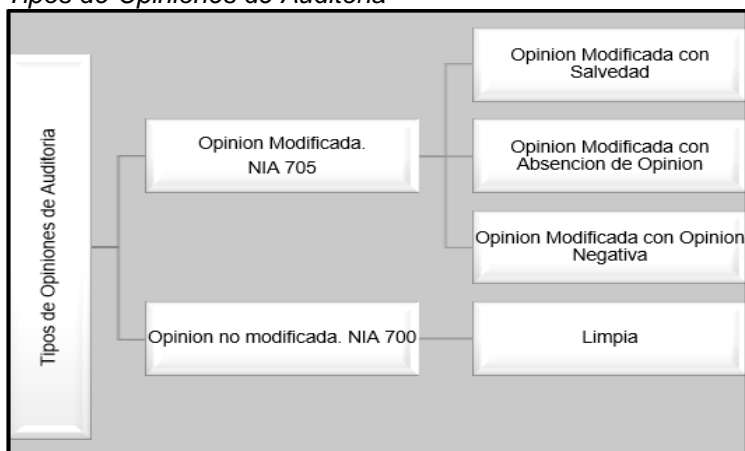 Tipos de Opiniones de Auditoria
Tipos de Opiniones de Auditoria
Opinion Modificada.
NIA 705
Opinion Modificada con
Salvedad
Opinion Modificada con
Absencion de Opinion
Opinion Modificada con Opinion
Negativa
Opinion no modificada. NIA 700
Limpia